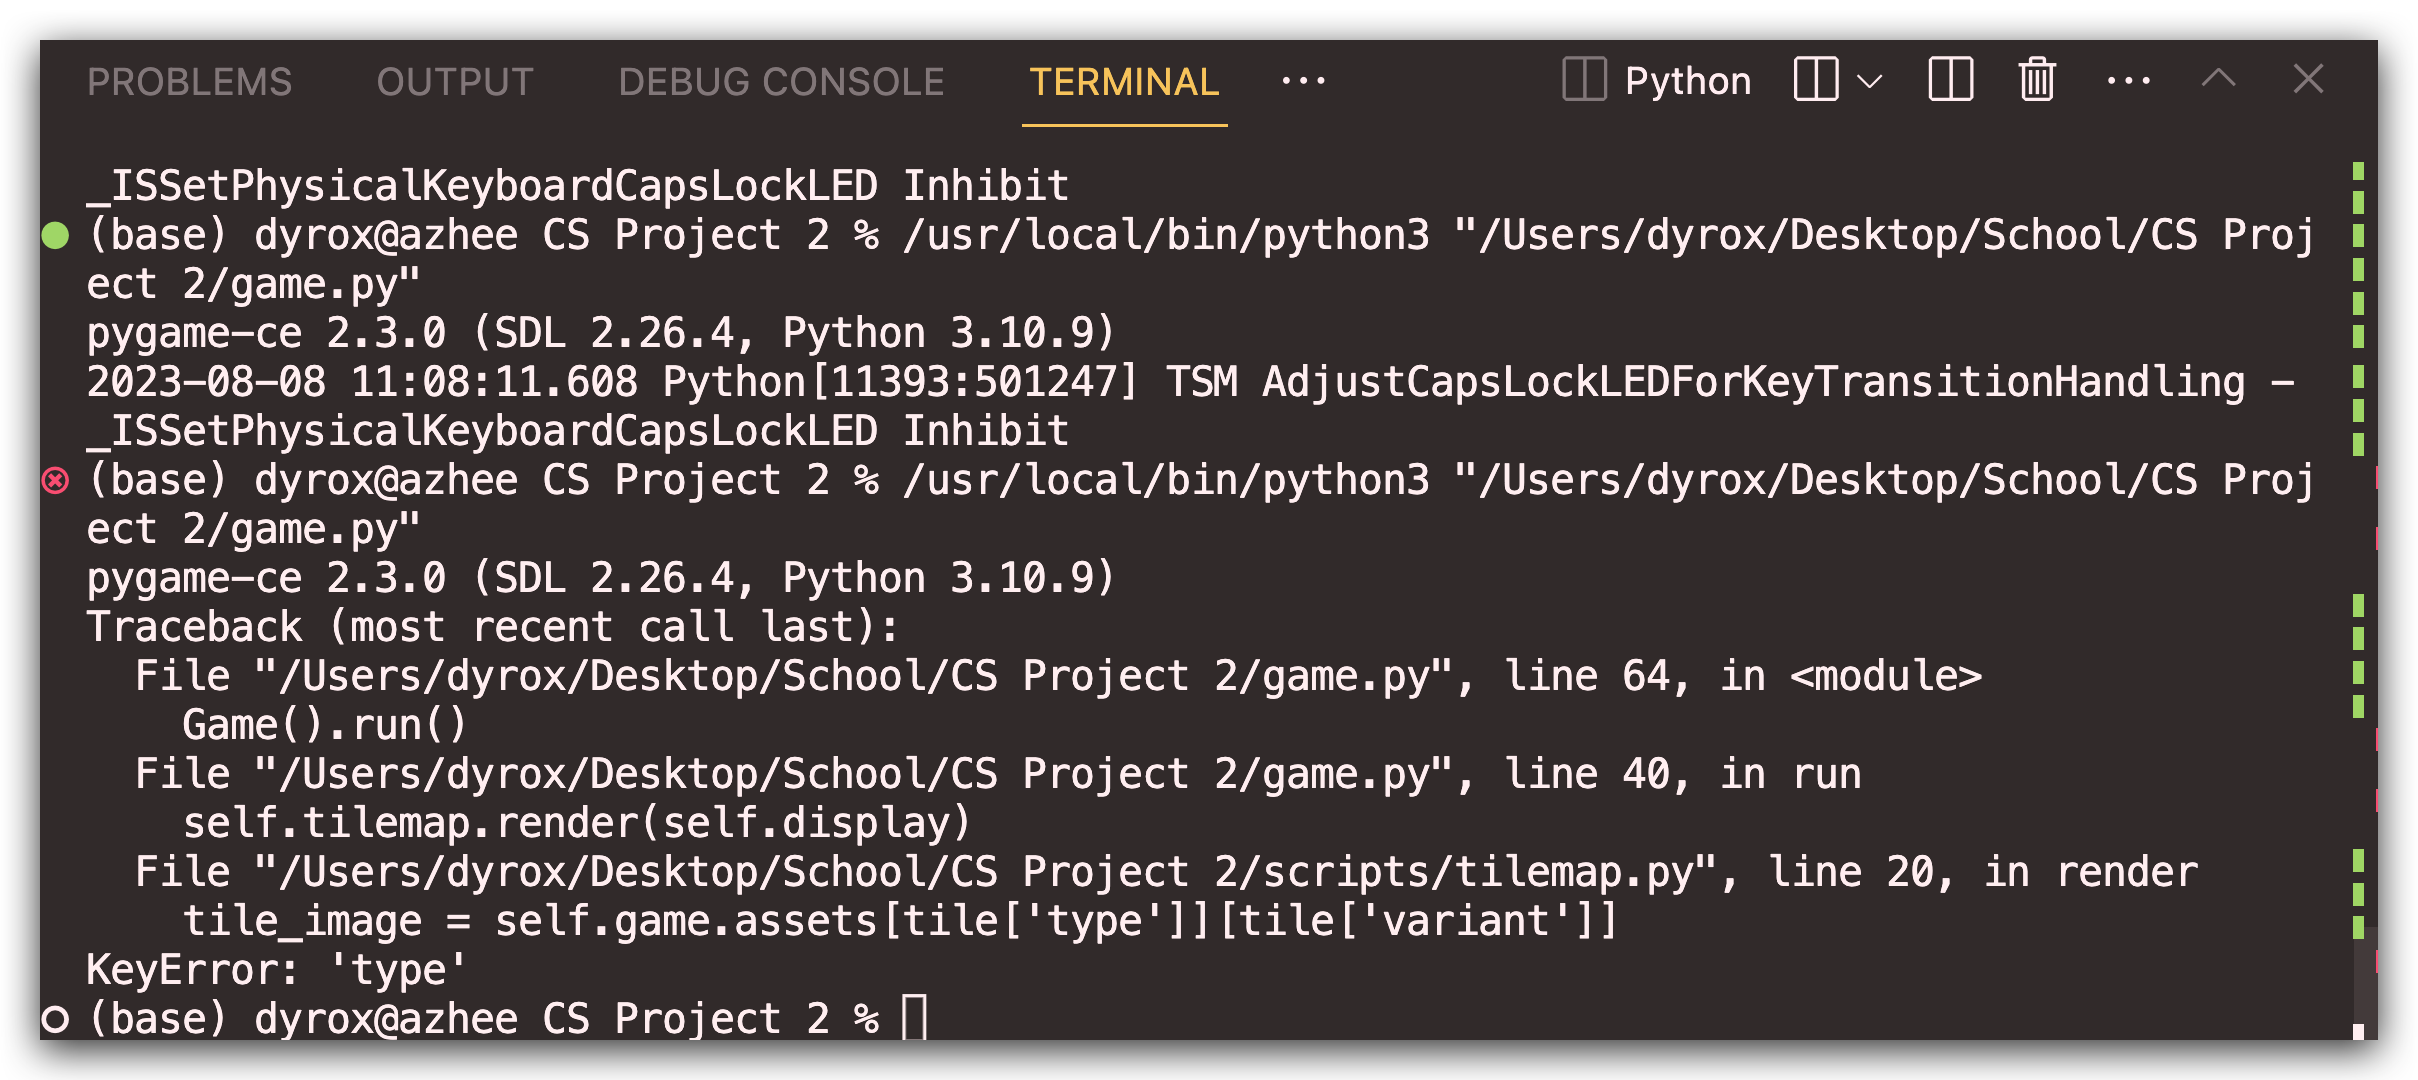 PROBLEMS OUTPUT DEBUG CONSOLE TERMINAL ··· Python ···
_ISSetPhysicalKeyboardCapsLockLED Inhibit
(base) dyrox@azhee CS Project 2 % /usr/local/bin/python3 "/Users/dyrox/Desktop/School/CS Proj
ect 2/game.py"
pygame-ce 2.3.0 (SDL 2.26.4, Python 3.10.9)
2023-08-08 11:08:11.608 Python[11393:501247] TSM AdjustCapsLockLEDForKeyTransitionHandling -
_ISSetPhysicalKeyboardCapsLockLED Inhibit
(base) dyrox@azhee CS Project 2 % /usr/local/bin/python3 "/Users/dyrox/Desktop/School/CS Proj
ect 2/game.py"
pygame-ce 2.3.0 (SDL 2.26.4, Python 3.10.9)
Traceback (most recent call last):
  File "/Users/dyrox/Desktop/School/CS Project 2/game.py", line 64, in <module>
    Game().run()
  File "/Users/dyrox/Desktop/School/CS Project 2/game.py", line 40, in run
    self.tilemap.render(self.display)
  File "/Users/dyrox/Desktop/School/CS Project 2/scripts/tilemap.py", line 20, in render
    tile_image = self.game.assets[tile['type']][tile['variant']]
KeyError: 'type'
(base) dyrox@azhee CS Project 2 %